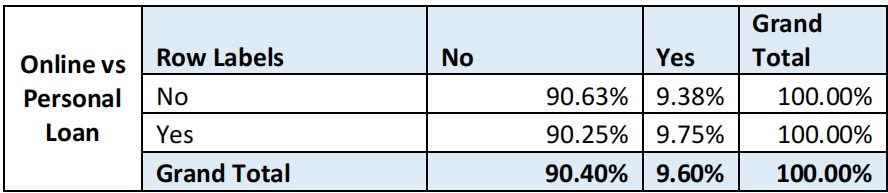 Online vs
Personal
Loan
Row Labels No Yes Grand Total
No 90.63% 9.38% 100.00%
Yes 90.25% 9.75% 100.00%
Grand Total 90.40% 9.60% 100.00%